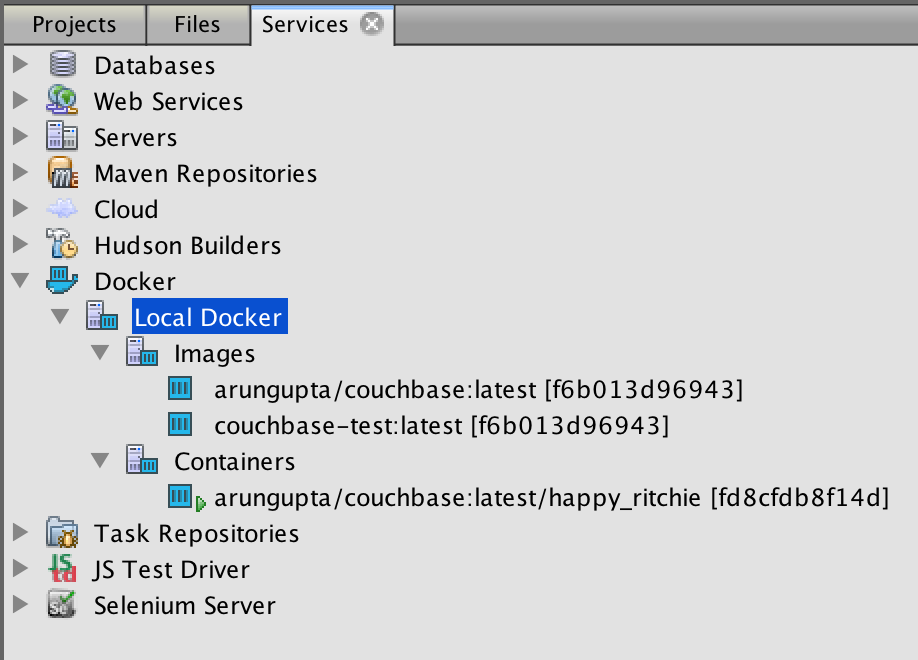 Projects Files Services
Databases
Web Services
Servers
Maven Repositories
Cloud
Hudson Builders
Docker
Local Docker
Images
arungupta/couchbase:latest [f6b013d96943]
couchbase-test:latest [f6b013d96943]
Containers
arungupta/couchbase:latest/happy_ritchie [fd8cfdb8f14d]
Task Repositories
JS Test Driver
Selenium Server